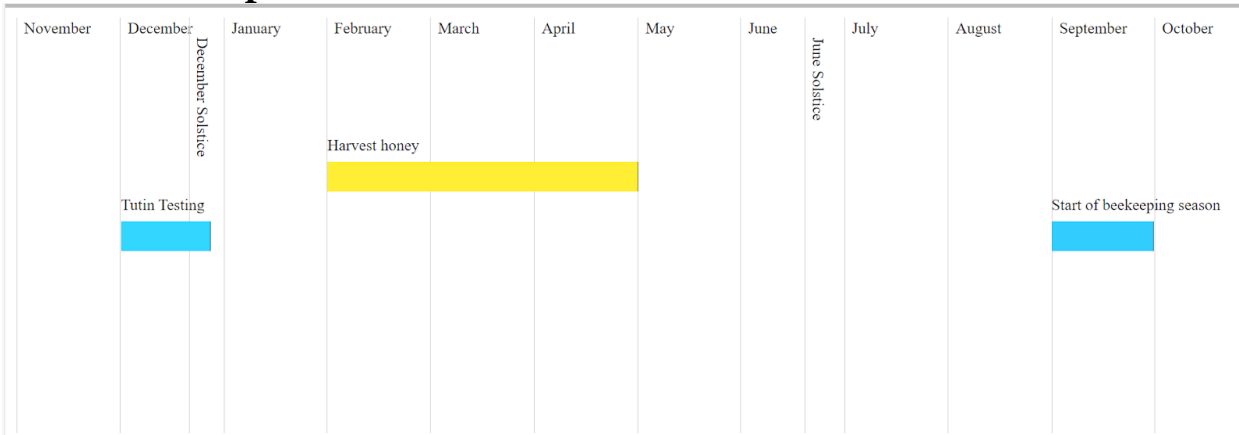 November December January February March April May June July August September October
December Solstice
June Solstice
Harvest honey
Tutin Testing
Start of beekeeping season